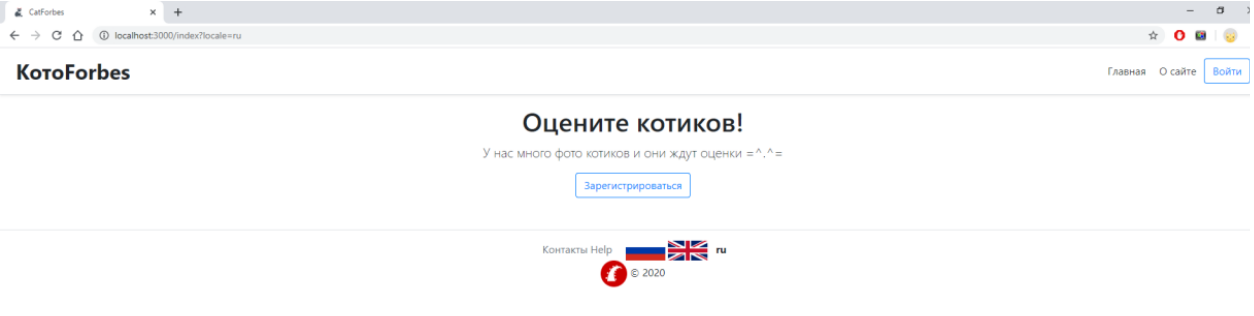 CatForbes
localhost:3000/index?locale=ru
КотоForbes
Главная О сайте Войти
Оцените котиков!
У нас много фото котиков и они ждут оценки =^.^=
Зарегистрироваться
Контакты Help ru
© 2020